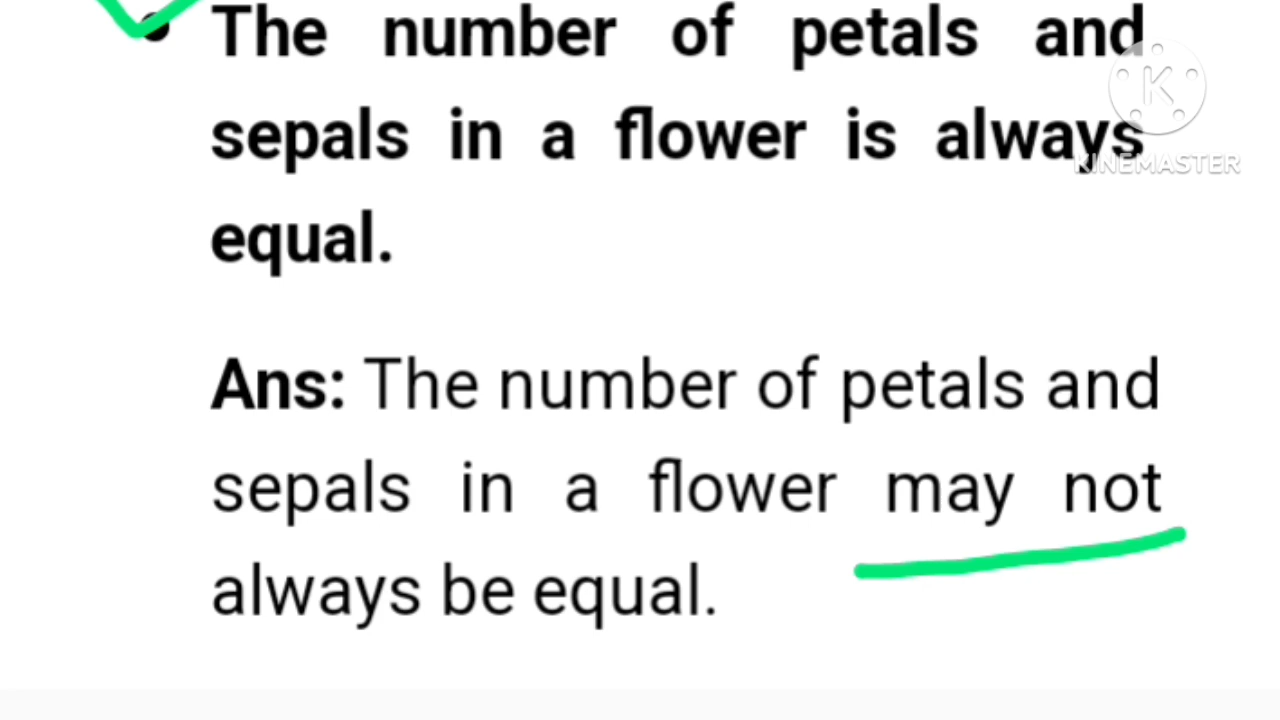 The number of petals and
sepals in a flower is always
equal.
Ans: The number of petals and
sepals in a flower may not
always be equal.
K
KINEMASTER